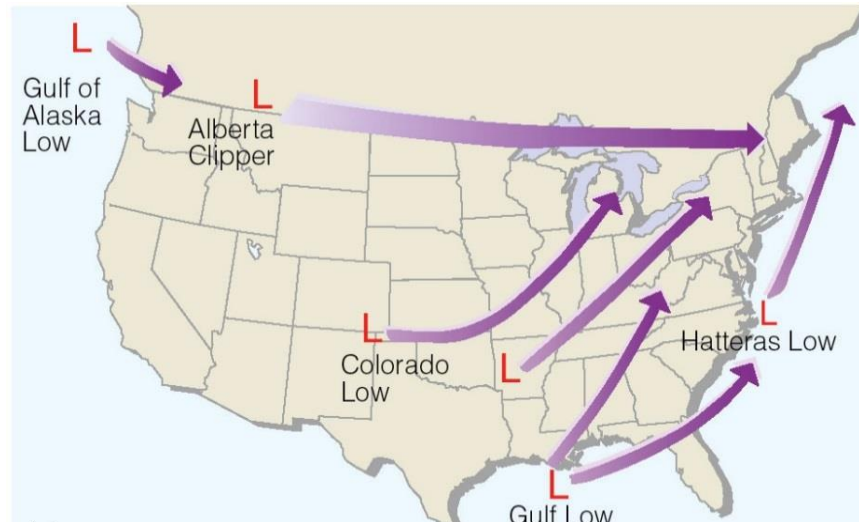 L
Gulf of
Alaska
Low
L
Alberta
Clipper
L
Colorado
Low
L
L
Hatteras Low
L
Gulf Low